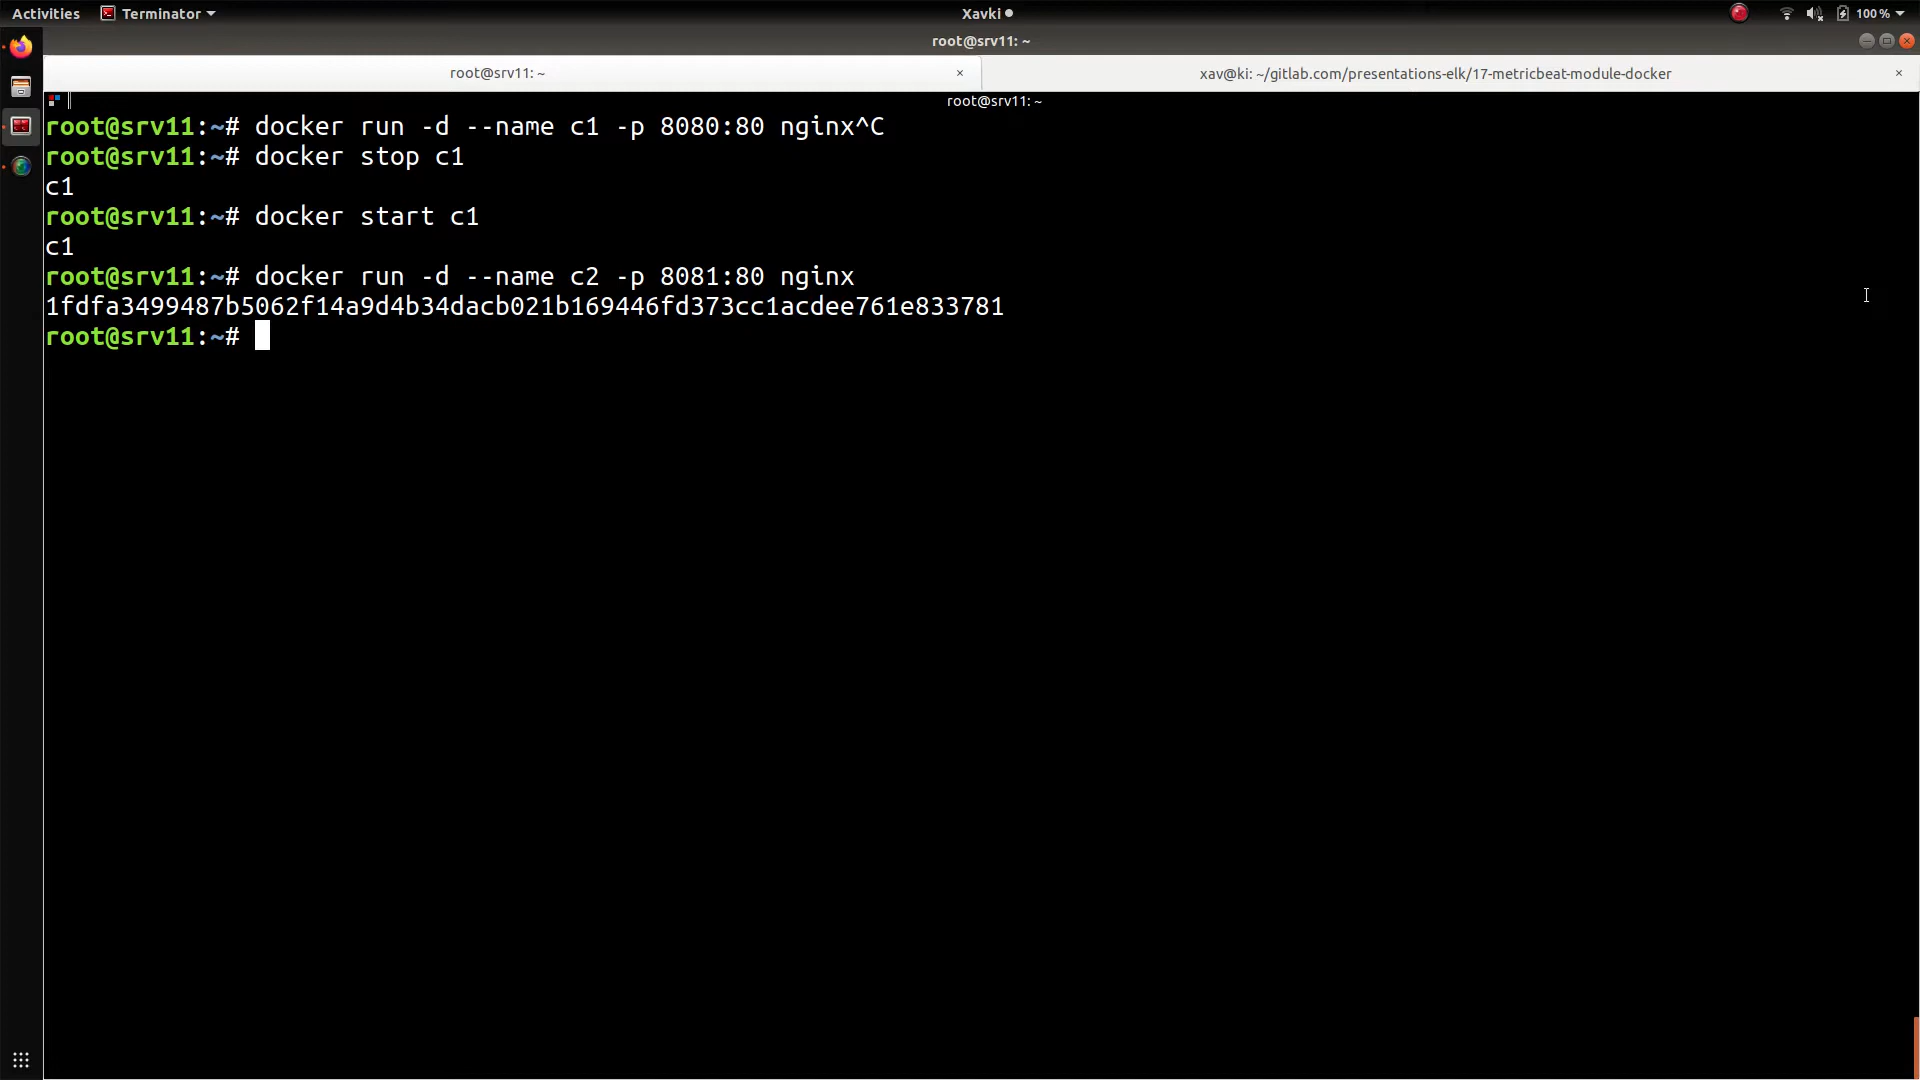 Activities
Terminator
Xavki
100 %
root@srv11: ~
root@srv11: ~ ×
xav@ki: ~/gitlab.com/presentations-elk/17-metricbeat-module-docker ×
root@srv11: ~
root@srv11:~# docker run -d --name c1 -p 8080:80 nginx^C
root@srv11:~# docker stop c1
c1
root@srv11:~# docker start c1
c1
root@srv11:~# docker run -d --name c2 -p 8081:80 nginx
1fdfa3499487b5062f14a9d4b34dacb021b169446fd373cc1acdee761e833781
root@srv11:~#